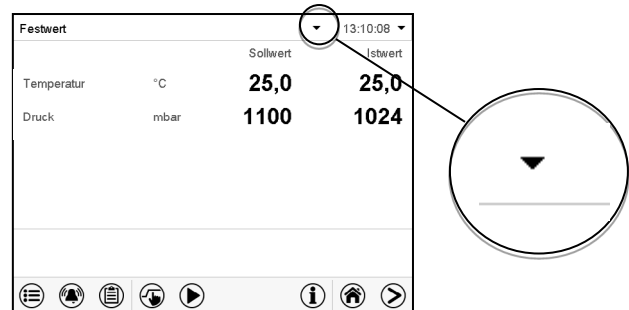 Festwert 13:10:08
Sollwert Istwert
Temperatur °C 25,0 25,0
Druck mbar 1100 1024